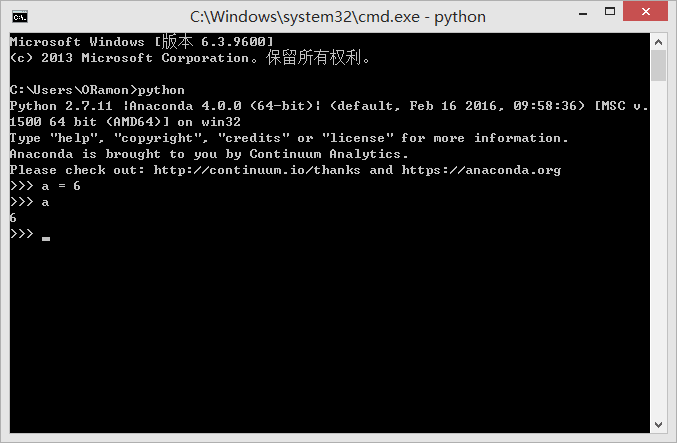 C:\Windows\system32\cmd.exe - python
Microsoft Windows [版本 6.3.9600]
(c) 2013 Microsoft Corporation。保留所有权利。
C:\Users\ORamon>python
Python 2.7.11 |Anaconda 4.0.0 (64-bit)| (default, Feb 16 2016, 09:58:36) [MSC v.
1500 64 bit (AMD64)] on win32
Type "help", "copyright", "credits" or "license" for more information.
Anaconda is brought to you by Continuum Analytics.
Please check out: http://continuum.io/thanks and https://anaconda.org
>>> a = 6
>>> a
6
>>> _